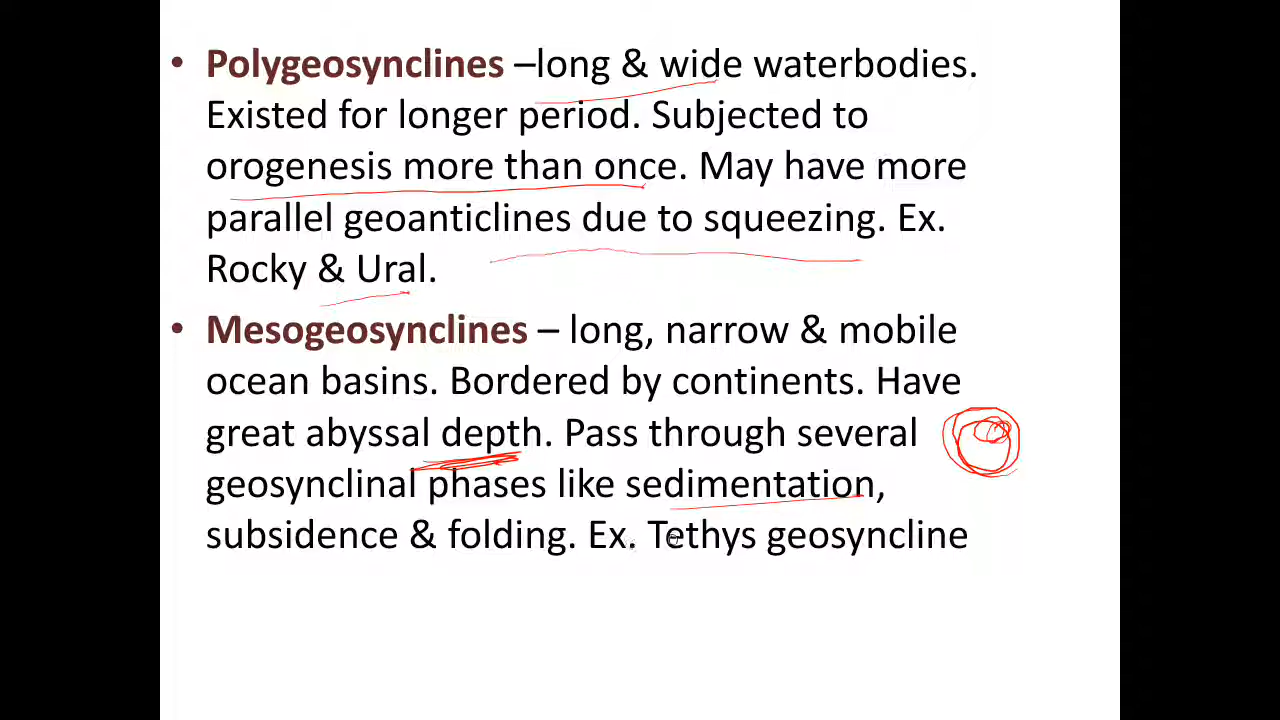 • Polygeosynclines –long & wide waterbodies.
Existed for longer period. Subjected to
orogenesis more than once. May have more
parallel geoanticlines due to squeezing. Ex.
Rocky & Ural.
• Mesogeosynclines – long, narrow & mobile
ocean basins. Bordered by continents. Have
great abyssal depth. Pass through several
geosynclinal phases like sedimentation,
subsidence & folding. Ex. Tethys geosyncline